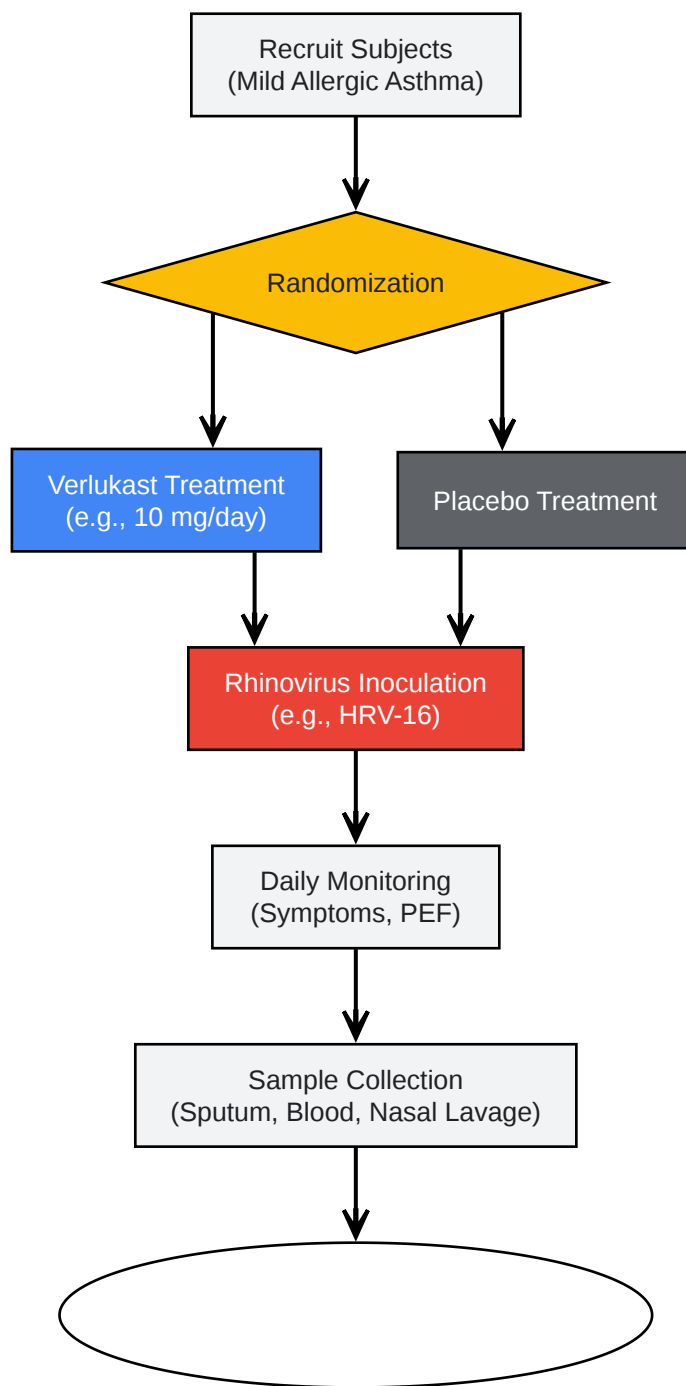 Recruit Subjects
(Mild Allergic Asthma)
Randomization
Verlukast Treatment
(e.g., 10 mg/day)
Placebo Treatment
Rhinovirus Inoculation
(e.g., HRV-16)
Daily Monitoring
(Symptoms, PEF)
Sample Collection
(Sputum, Blood, Nasal Lavage)